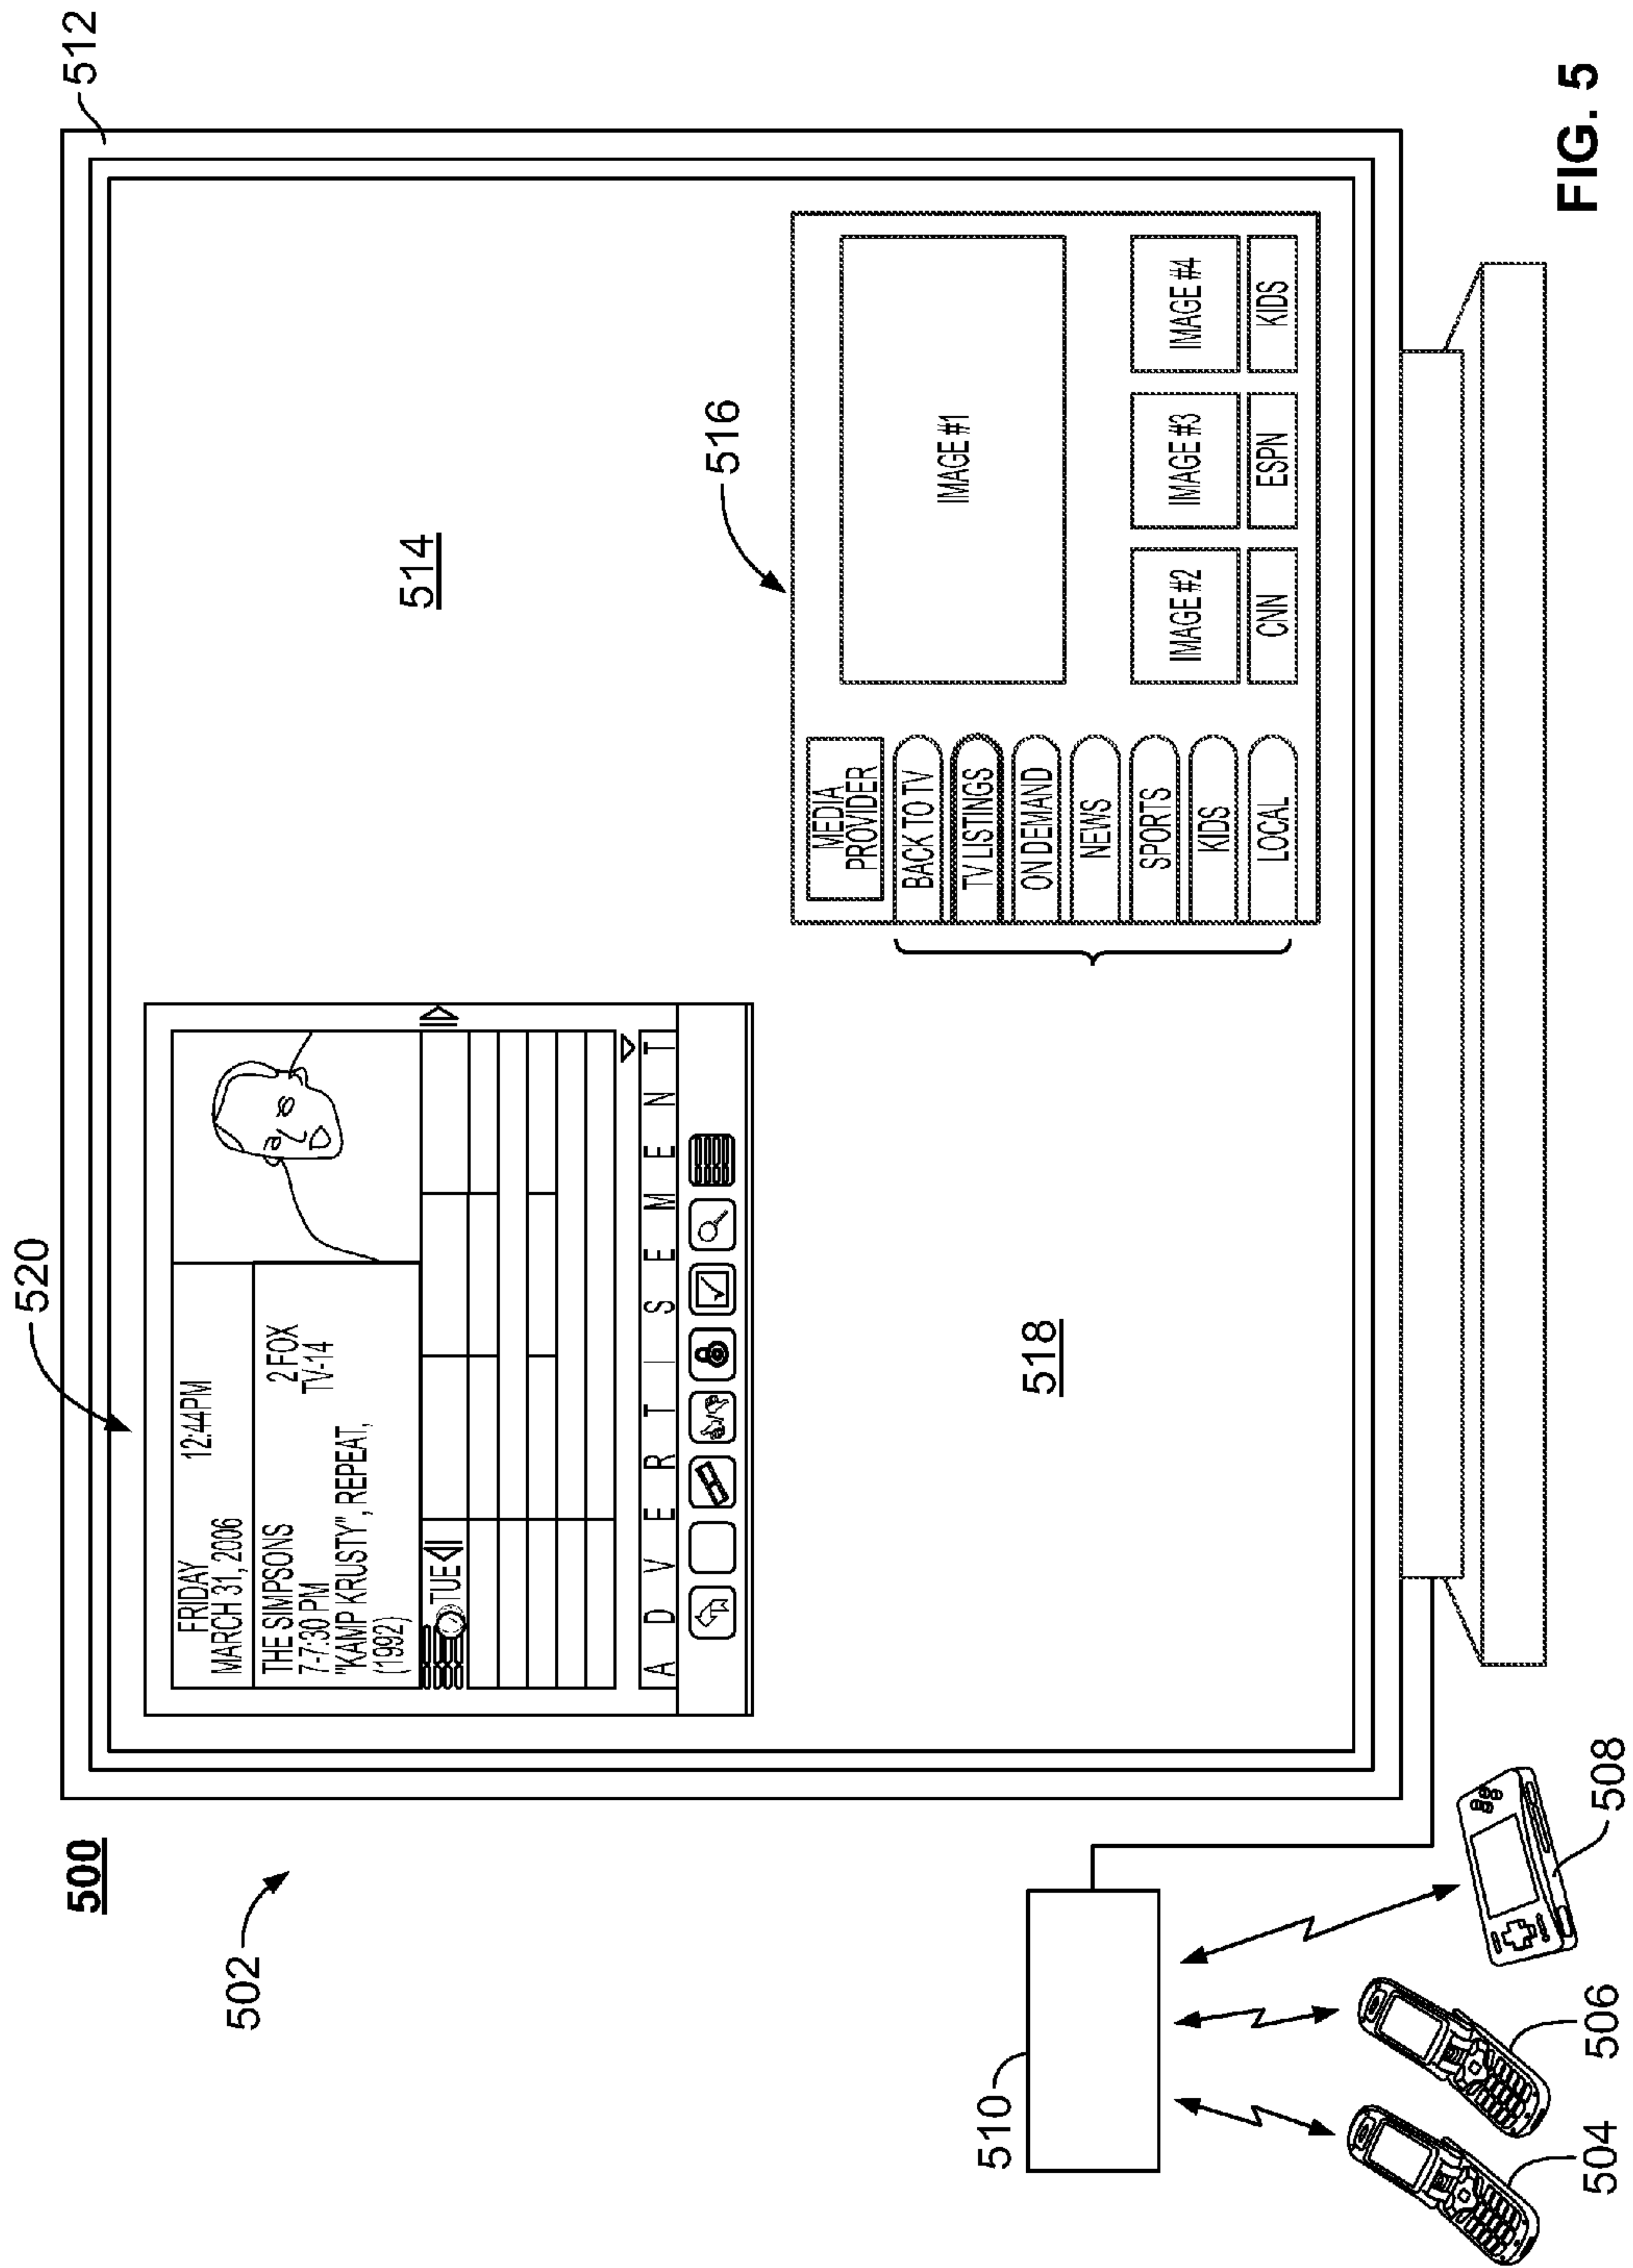 500
502
520
FRIDAY
MARCH 31, 2006 12:44PM
THE SIMPSONS
7-7:30 PM 2 FOX
"KAMP KRUSTY", REPEAT, TV-14
(1992)
TUE
A D V E R T I S E M E N T
512
514
516
MEDIA
PROVIDER
BACK TO TV
TV LISTINGS
ON DEMAND
NEWS
SPORTS
KIDS
LOCAL
IMAGE #1
IMAGE #2 IMAGE #3 IMAGE #4
CNN ESPN KIDS
518
510
504
506
508
FIG. 5